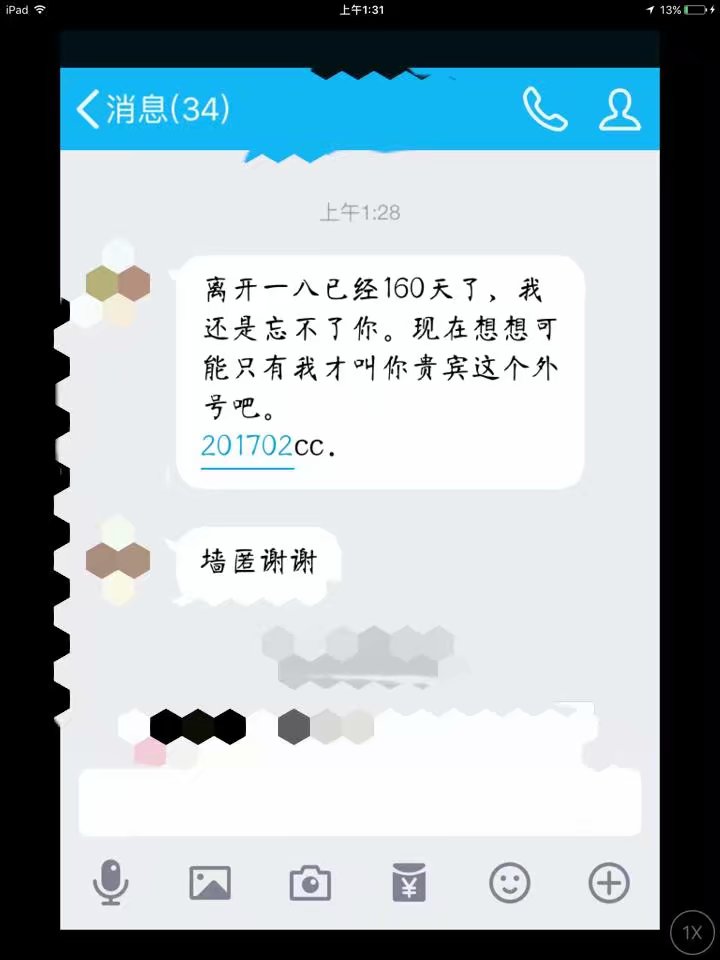 iPad 上午1:31 13%
消息(34)
上午1:28
离开一八已经160天了，我
还是忘不了你。现在想想可
能只有我才叫你贵宾这个外
号吧。
201702cc.
墙匿谢谢
1X